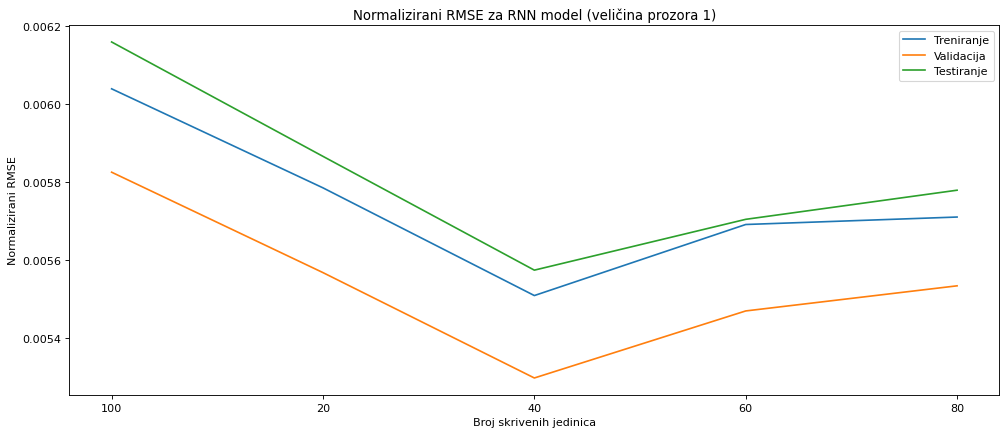 Normalizirani RMSE za RNN model (veličina prozora 1)
0.0062
0.0060
0.0058
0.0056
0.0054
Normalizirani RMSE
Treniranje
Validacija
Testiranje
100 20 40 60 80
Broj skrivenih jedinica